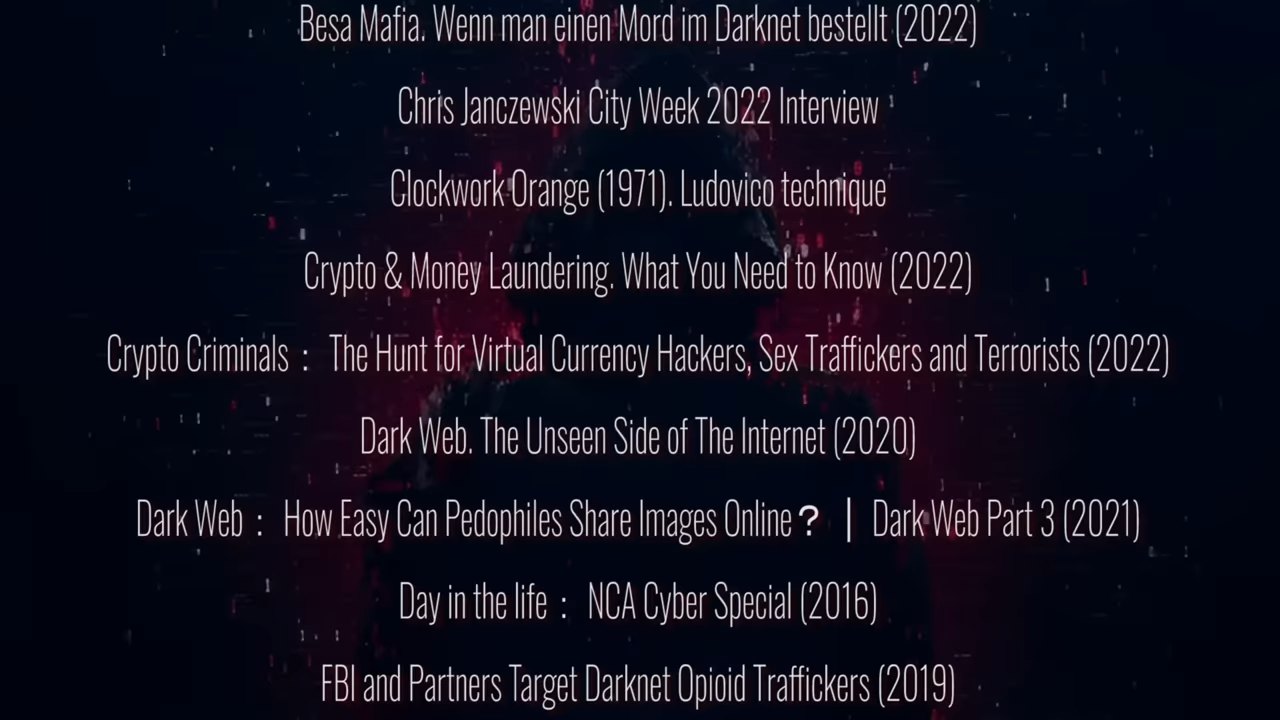 Besa Mafia. Wenn man einen Mord im Darknet bestellt (2022)
Chris Janczewski City Week 2022 Interview
Clockwork Orange (1971). Ludovico technique
Crypto & Money Laundering. What You Need to Know (2022)
Crypto Criminals： The Hunt for Virtual Currency Hackers, Sex Traffickers and Terrorists (2022)
Dark Web. The Unseen Side of The Internet (2020)
Dark Web： How Easy Can Pedophiles Share Images Online？ ｜ Dark Web Part 3 (2021)
Day in the life： NCA Cyber Special (2016)
FBI and Partners Target Darknet Opioid Traffickers (2019)